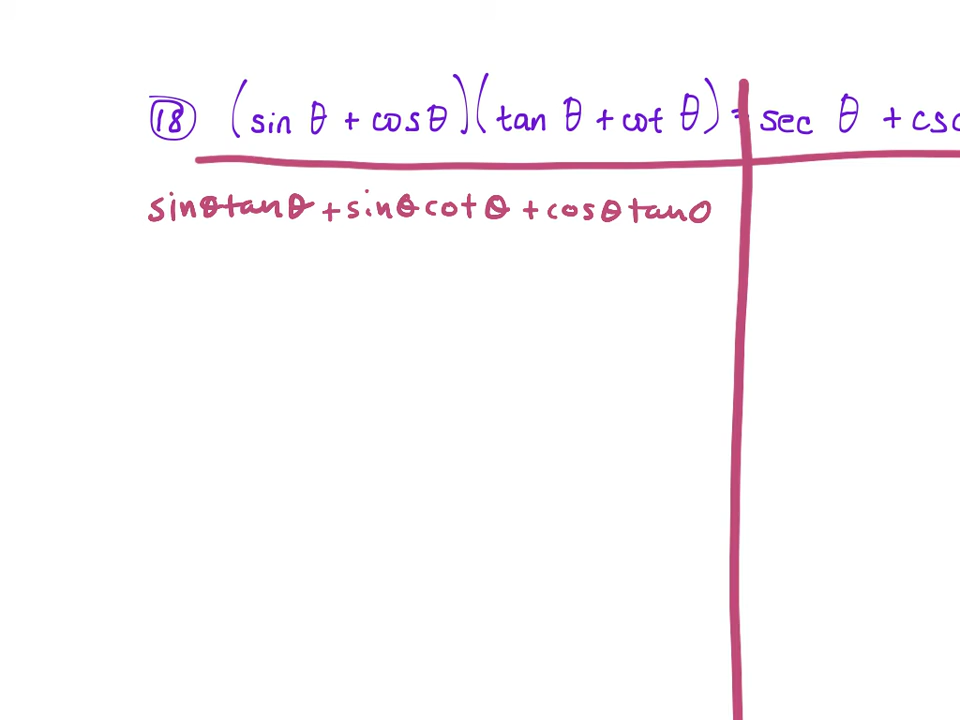 18 (sin θ + cos θ)(tan θ + cot θ) = sec θ + csc
sinθtanθ + sinθcotθ + cosθtanθ